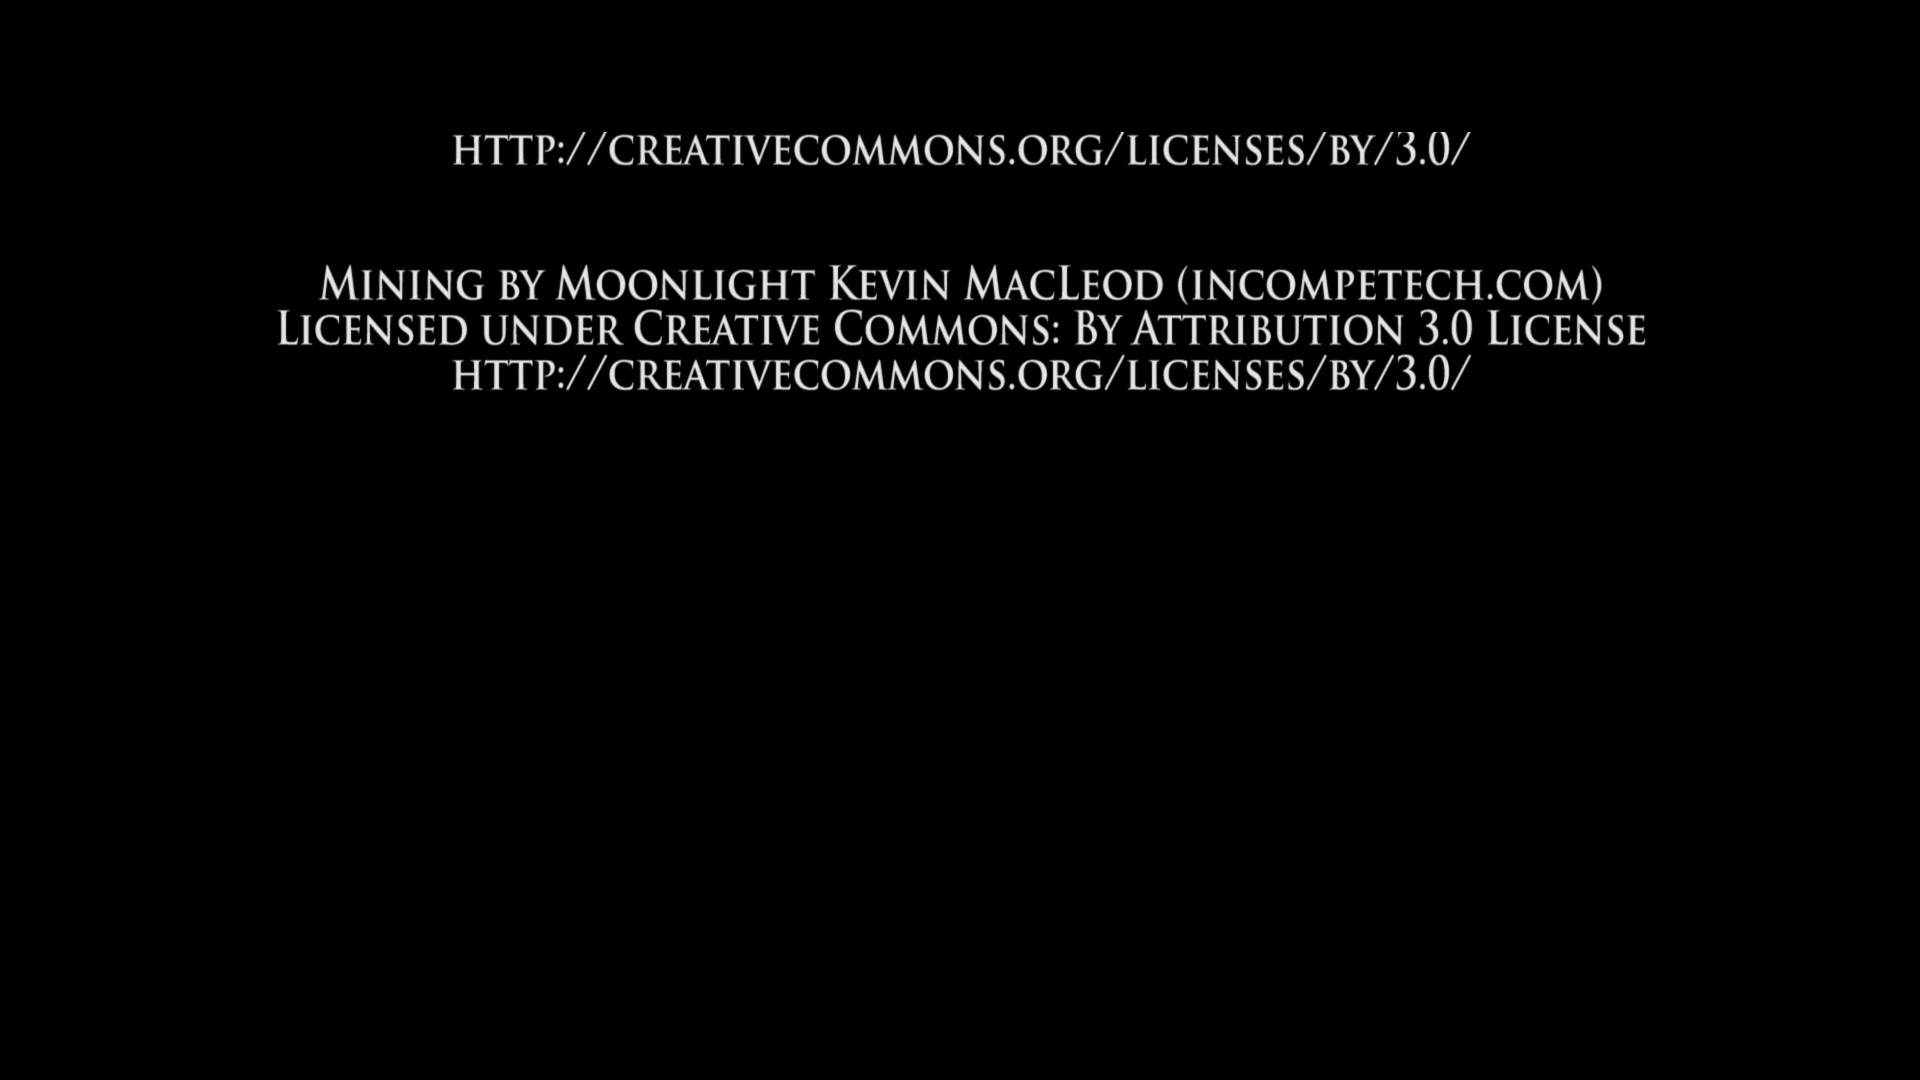 http://creativecommons.org/licenses/by/3.0/
Mining by Moonlight Kevin MacLeod (incompetech.com)
Licensed under Creative Commons: By Attribution 3.0 License
http://creativecommons.org/licenses/by/3.0/